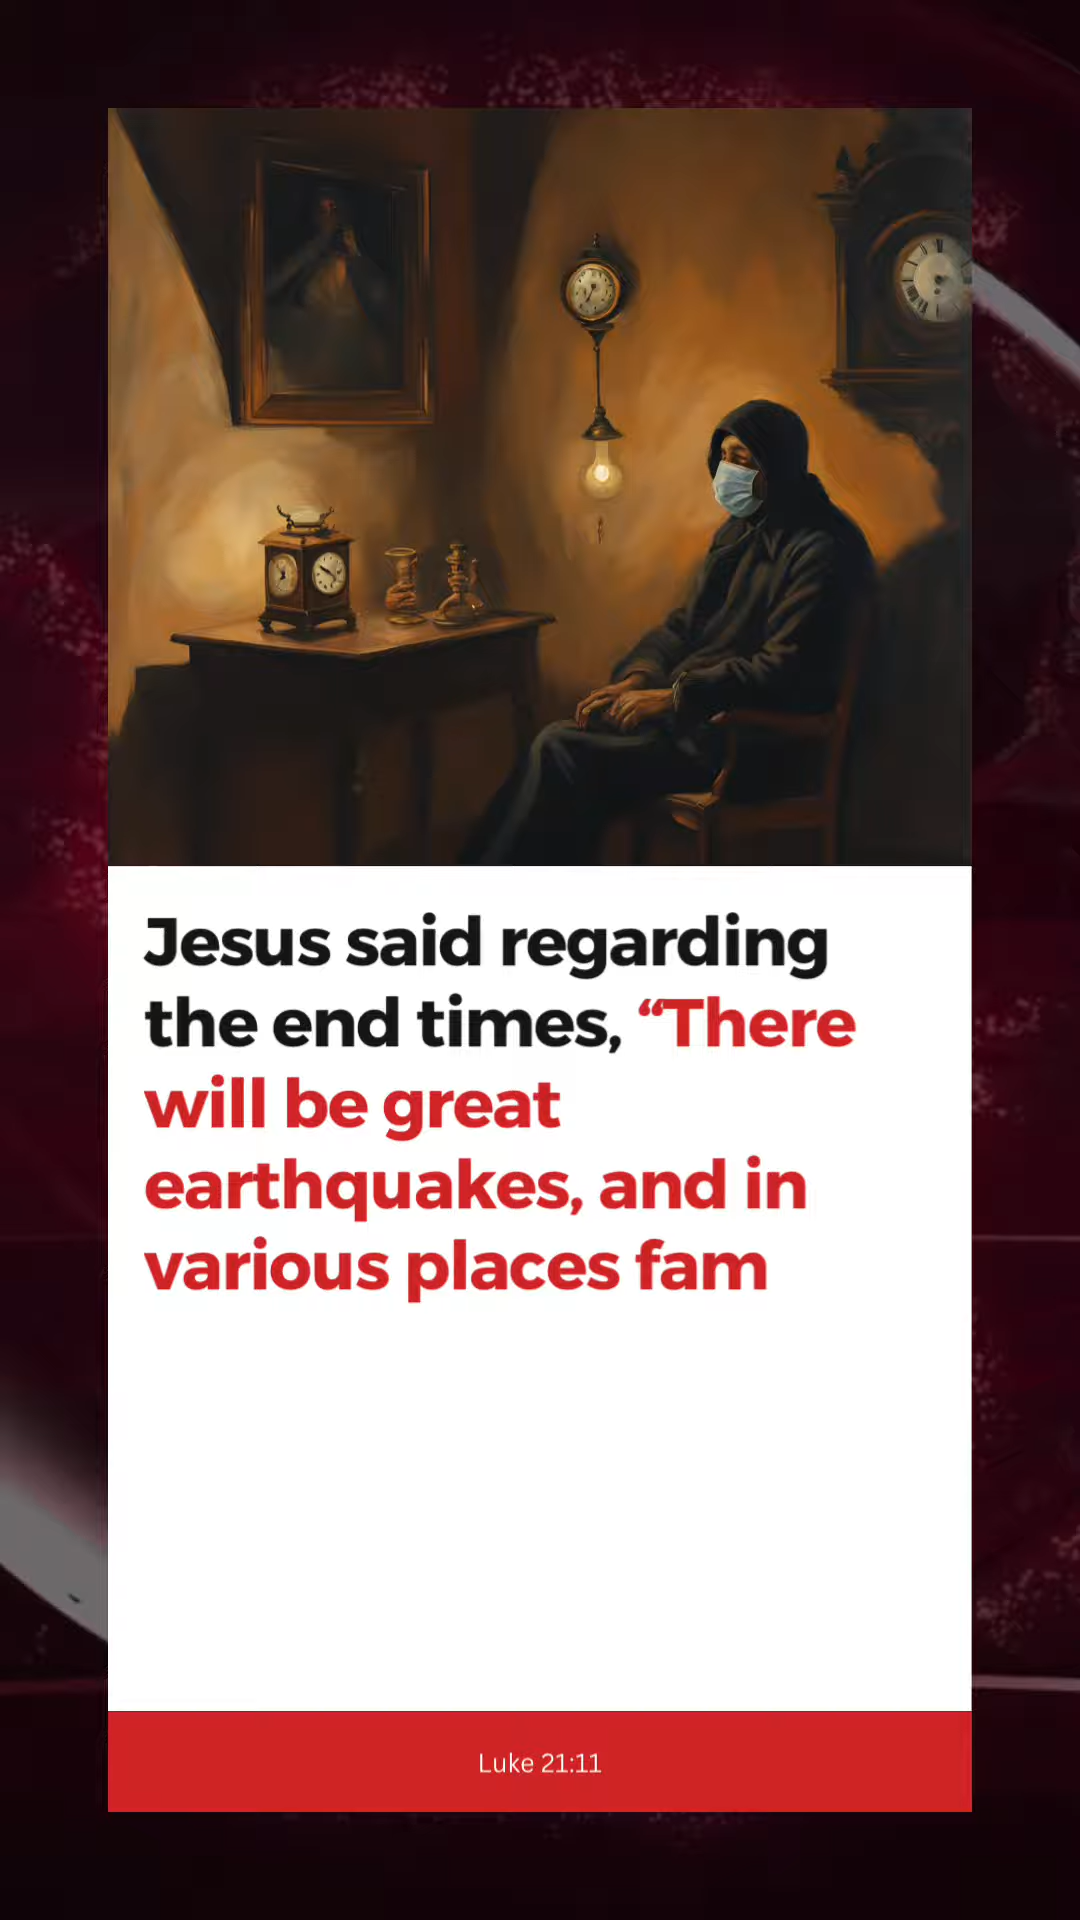 Jesus said regarding
the end times, “There
will be great
earthquakes, and in
various places fam
Luke 21:11